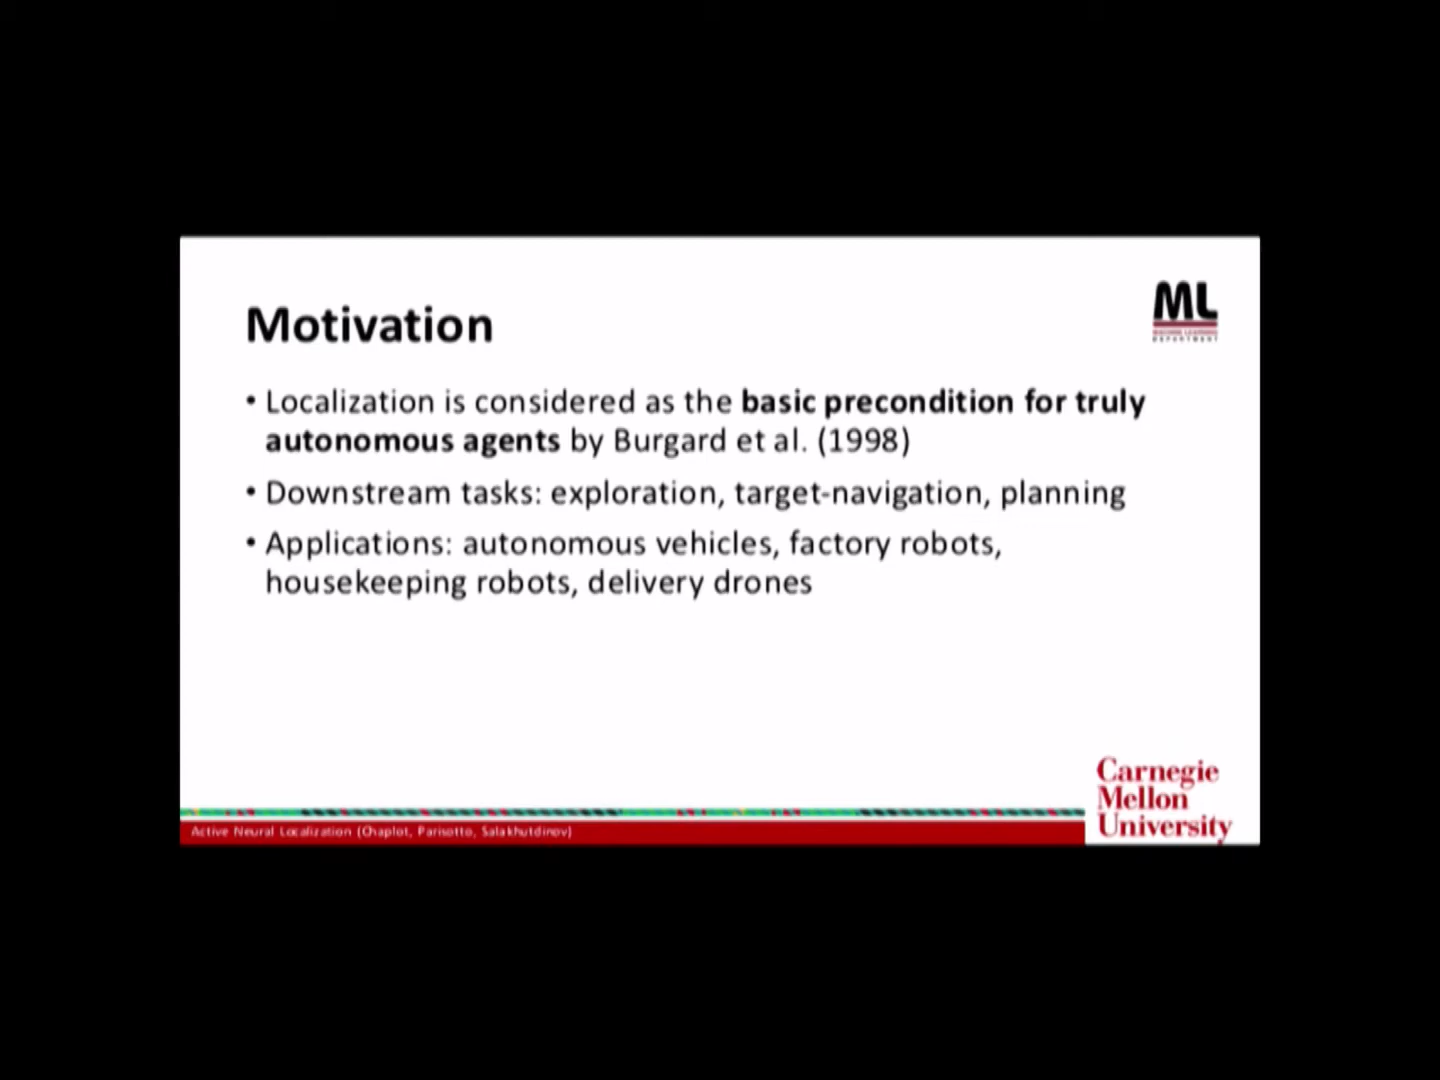 ML
MACHINE LEARNING
DEPARTMENT
Motivation
• Localization is considered as the basic precondition for truly
autonomous agents by Burgard et al. (1998)
• Downstream tasks: exploration, target-navigation, planning
• Applications: autonomous vehicles, factory robots,
housekeeping robots, delivery drones
Carnegie
Mellon
University
Active Neural Localization (Chaplot, Parisotto, Salakhutdinov)